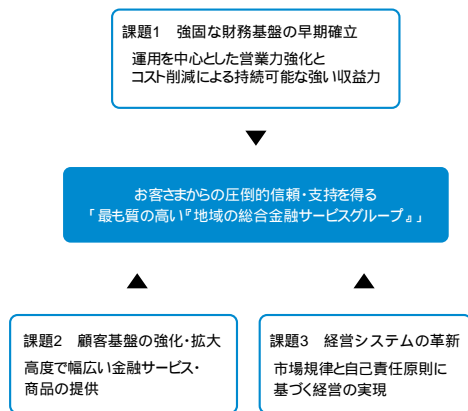 課題1　強固な財務基盤の早期確立
運用を中心とした営業力強化と
コスト削減による持続可能な強い収益力
お客さまからの圧倒的信頼・支持を得る
「最も質の高い『地域の総合金融サービスグループ』」
課題2　顧客基盤の強化・拡大
高度で幅広い金融サービス・
商品の提供
課題3　経営システムの革新
市場規律と自己責任原則に
基づく経営の実現